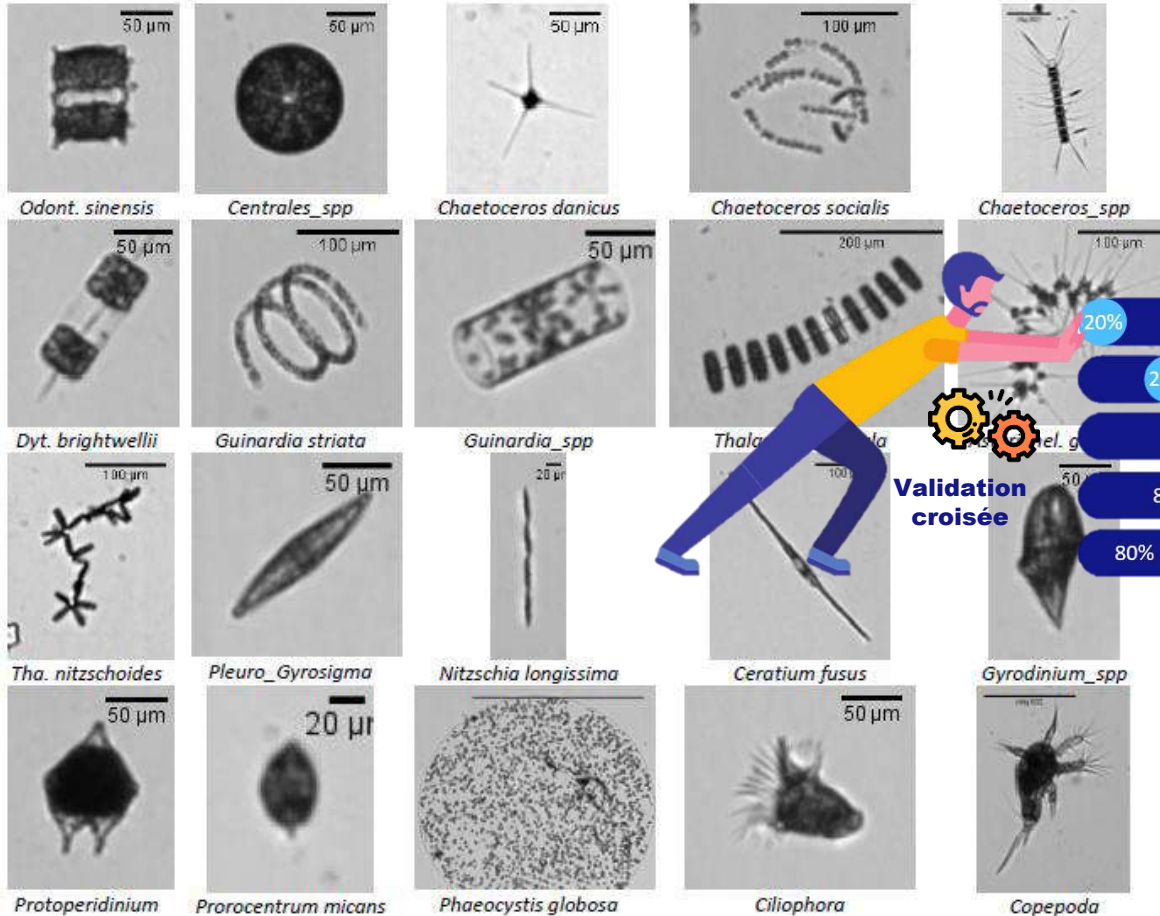 50 µm 50 µm 50 µm 100 µm
Odont. sinensis Centrales_spp Chaetoceros danicus Chaetoceros socialis Chaetoceros_spp
50 µm 100 µm 50 µm 200 µm 100 µm
20%
Dyt. brightwellii Guinardia striata Guinardia_spp
100 µm 50 µm 20 µ 50
Validation
croisée
80%
Tha. nitzschoides Pleuro_Gyrosigma Nitzschia longissima Ceratium fusus Gyrodinium_spp
50 µm 20 µ 50 µm
Protoperidinium Prorocentrum micans Phaeocystis globosa Ciliophora Copepoda